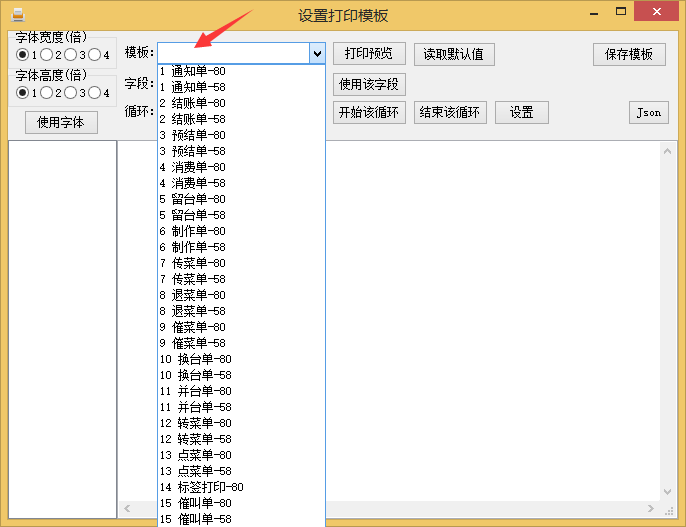 设置打印模板
字体宽度(倍)
1 2 3 4
字体高度(倍)
1 2 3 4
使用字体
模板:
字段:
循环:
打印预览
读取默认值
保存模板
使用该字段
开始该循环
结束该循环
设置
Json
1 通知单-80
1 通知单-58
2 结账单-80
2 结账单-58
3 预结单-80
3 预结单-58
4 消费单-80
4 消费单-58
5 留台单-80
5 留台单-58
6 制作单-80
6 制作单-58
7 传菜单-80
7 传菜单-58
8 退菜单-80
8 退菜单-58
9 催菜单-80
9 催菜单-58
10 换台单-80
10 换台单-58
11 并台单-80
11 并台单-58
12 转菜单-80
12 转菜单-58
13 点菜单-80
13 点菜单-58
14 标签打印-80
15 催叫单-80
15 催叫单-58